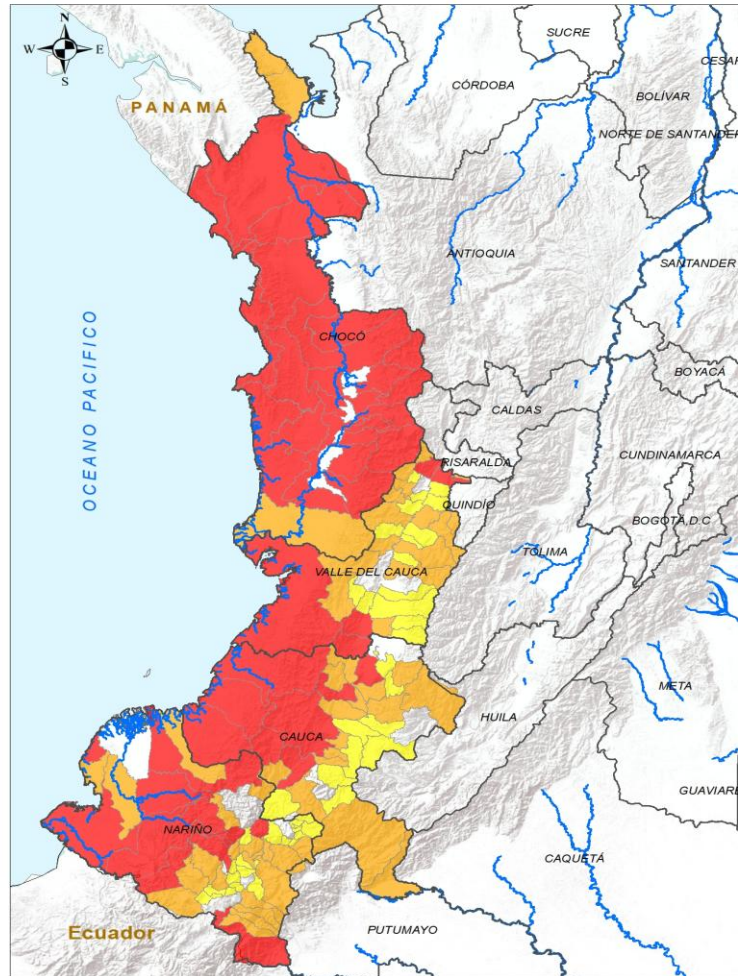 N
W E
S
PANAMÁ
SUCRE
CÓRDOBA
CESAR
BOLÍVAR
NORTE DE SANTANDER
ANTIOQUIA
SANTANDER
OCEANO PACIFICO
CHOCÓ
BOYACÁ
CALDAS
CUNDINAMARCA
RISARALDA
QUINDÍO
BOGOTÁ,D.C
TOLIMA
VALLE DEL CAUCA
META
HUILA
CAUCA
GUAVIARE
NARIÑO
CAQUETÁ
Ecuador
PUTUMAYO